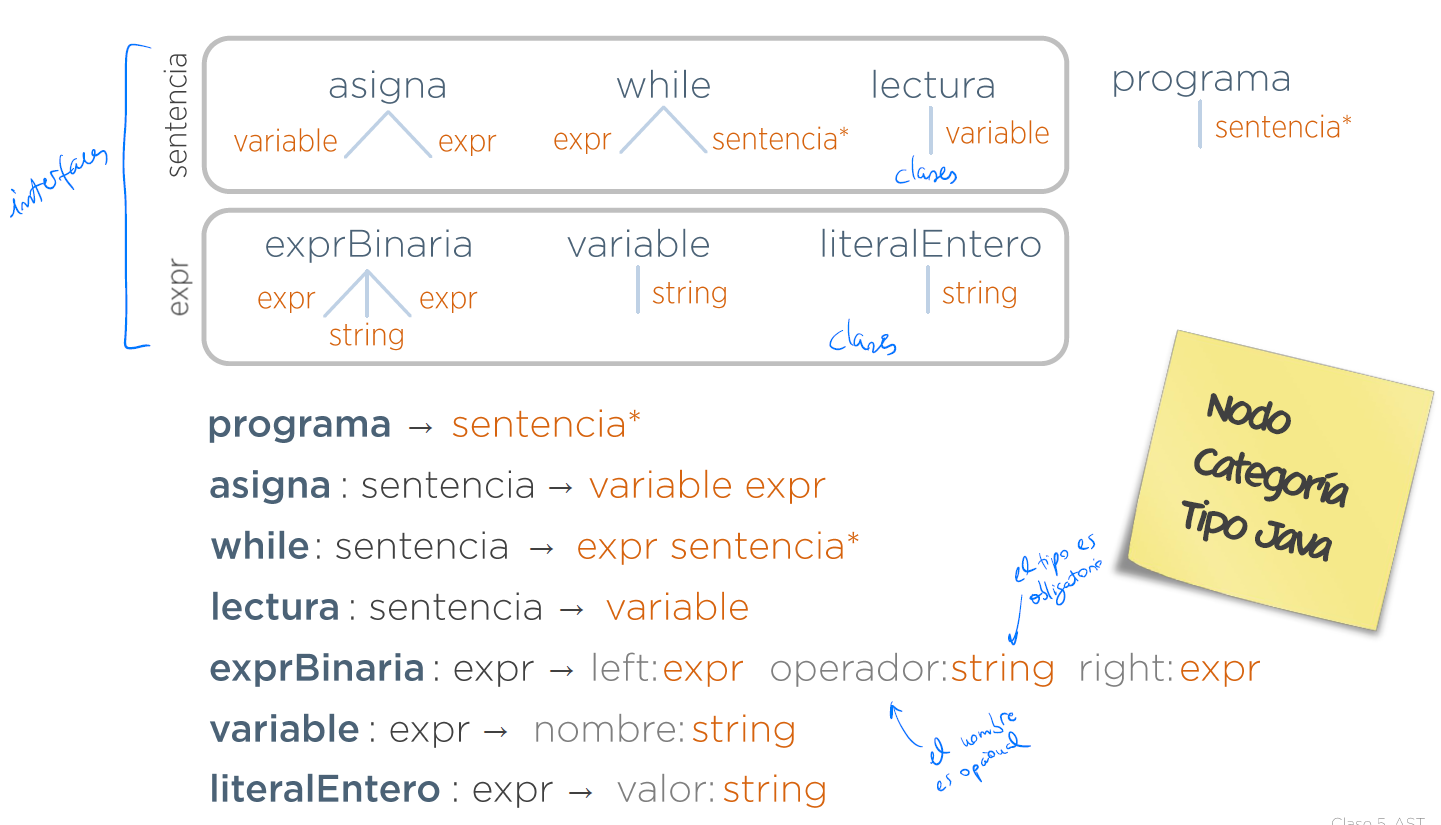 interfaces
sentencia
asigna
variable expr
while
expr sentencia*
lectura
variable
clases
programa
sentencia*
expr
exprBinaria
expr expr
string
variable
string
literalEntero
string
clases
programa → sentencia*
asigna : sentencia → variable expr
while : sentencia → expr sentencia*
lectura : sentencia → variable
exprBinaria : expr → left: expr operador: string right: expr
variable : expr → nombre: string
literalEntero : expr → valor: string
el tipo es
obligatorio
el nombre
es opcional
Nodo
Categoría
Tipo Java
Clase 5. AST